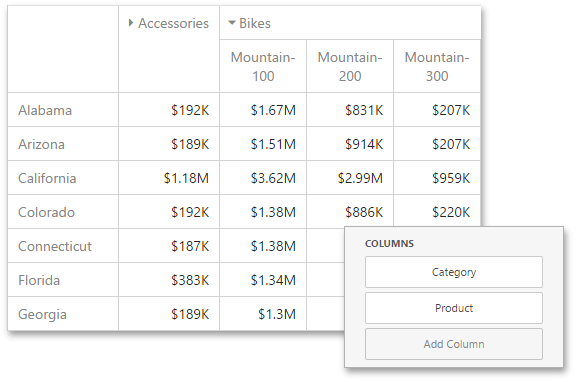 Accessories Bikes
Mountain-100 Mountain-200 Mountain-300
Alabama $192K $1.67M $831K $207K
Arizona $189K $1.51M $914K $207K
California $1.18M $3.62M $2.99M $959K
Colorado $192K $1.38M $886K $220K
Connecticut $187K $1.38M
Florida $383K $1.34M
Georgia $189K $1.3M
COLUMNS
Category
Product
Add Column